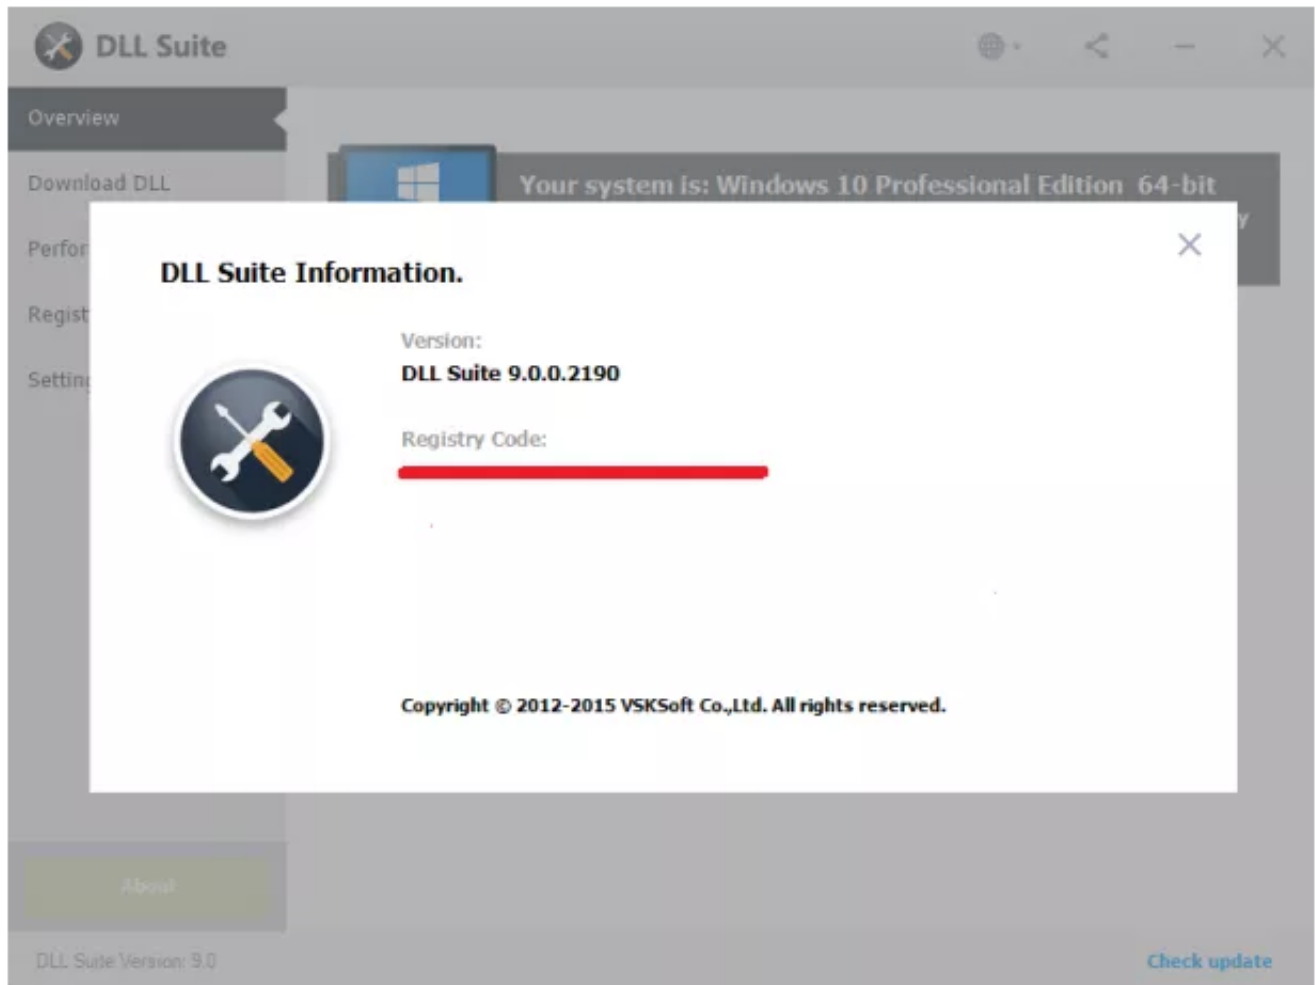 DLL Suite
Overview
Download DLL
Your system is: Windows 10 Professional Edition 64-bit
y
Perfor
Regist
Setting
DLL Suite Information.
Version:
DLL Suite 9.0.0.2190
Registry Code:
Copyright © 2012-2015 VSKSoft Co.,Ltd. All rights reserved.
About
DLL Suite Version: 9.0
Check update